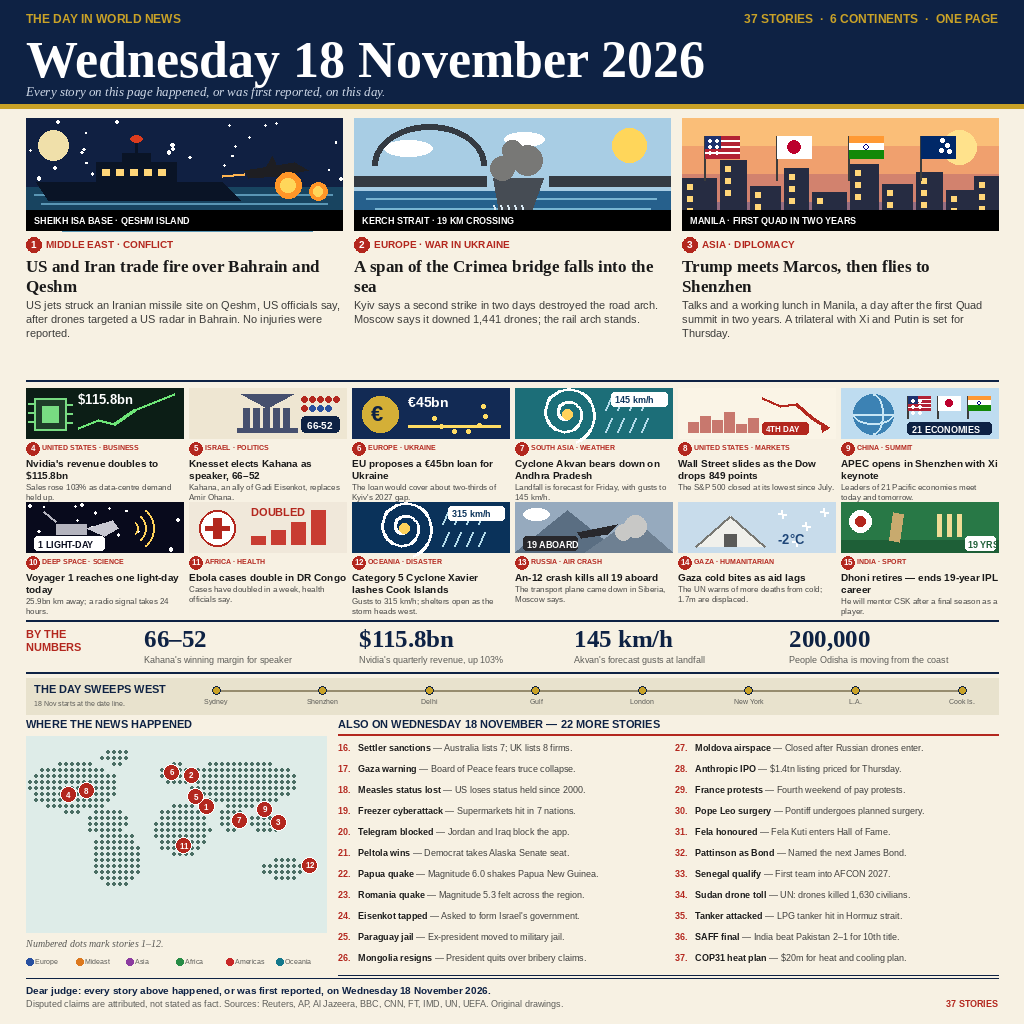 THE DAY IN WORLD NEWS
37 STORIES · 6 CONTINENTS · ONE PAGE
Wednesday 18 November 2026
Every story on this page happened, or was first reported, on this day.
SHEIKH ISA BASE · QESHM ISLAND
1 MIDDLE EAST · CONFLICT
US and Iran trade fire over Bahrain and
Qeshm
US jets struck an Iranian missile site on Qeshm, US officials say,
after drones targeted a US radar in Bahrain. No injuries were
reported.
KERCH STRAIT · 19 KM CROSSING
2 EUROPE · WAR IN UKRAINE
A span of the Crimea bridge falls into the
sea
Kyiv says a second strike in two days destroyed the road arch.
Moscow says it downed 1,441 drones; the rail arch stands.
MANILA · FIRST QUAD IN TWO YEARS
3 ASIA · DIPLOMACY
Trump meets Marcos, then flies to
Shenzhen
Talks and a working lunch in Manila, a day after the first Quad
summit in two years. A trilateral with Xi and Putin is set for
Thursday.
$115.8bn
4 UNITED STATES · BUSINESS
Nvidia's revenue doubles to
$115.8bn
Sales rose 103% as data-centre demand
held up.
66-52
5 ISRAEL · POLITICS
Knesset elects Kahana as
speaker, 66–52
Kahana, an ally of Gadi Eisenkot, replaces
Amir Ohana.
€
€45bn
6 EUROPE · UKRAINE
EU proposes a €45bn loan for
Ukraine
The loan would cover about two-thirds of
Kyiv's 2027 gap.
145 km/h
7 SOUTH ASIA · WEATHER
Cyclone Akvan bears down on
Andhra Pradesh
Landfall is forecast for Friday, with gusts to
145 km/h.
4TH DAY
8 UNITED STATES · MARKETS
Wall Street slides as the Dow
drops 849 points
The S&P 500 closed at its lowest since July.
21 ECONOMIES
9 CHINA · SUMMIT
APEC opens in Shenzhen with Xi
keynote
Leaders of 21 Pacific economies meet
today and tomorrow.
1 LIGHT-DAY
10 DEEP SPACE · SCIENCE
Voyager 1 reaches one light-day
today
25.9bn km away; a radio signal takes 24
hours.
DOUBLED
11 AFRICA · HEALTH
Ebola cases double in DR Congo
Cases have doubled in a week, health
officials say.
315 km/h
12 OCEANIA · DISASTER
Category 5 Cyclone Xavier
lashes Cook Islands
Gusts to 315 km/h; shelters open as the
storm heads west.
19 ABOARD
13 RUSSIA · AIR CRASH
An-12 crash kills all 19 aboard
The transport plane came down in Siberia,
Moscow says.
-2°C
14 GAZA · HUMANITARIAN
Gaza cold bites as aid lags
The UN warns of more deaths from cold;
1.7m are displaced.
19 YRS
15 INDIA · SPORT
Dhoni retires — ends 19-year IPL
career
He will mentor CSK after a final season as a
player.
BY THE
NUMBERS
66–52
Kahana's winning margin for speaker
$115.8bn
Nvidia's quarterly revenue, up 103%
145 km/h
Akvan's forecast gusts at landfall
200,000
People Odisha is moving from the coast
THE DAY SWEEPS WEST
18 Nov starts at the date line.
Sydney
Shenzhen
Delhi
Gulf
London
New York
L.A.
Cook Is.
WHERE THE NEWS HAPPENED
6
2
4
8
5
1
9
7
3
11
12
Numbered dots mark stories 1–12.
Europe
Mideast
Asia
Africa
Americas
Oceania
ALSO ON WEDNESDAY 18 NOVEMBER — 22 MORE STORIES
16. Settler sanctions — Australia lists 7; UK lists 8 firms.
17. Gaza warning — Board of Peace fears truce collapse.
18. Measles status lost — US loses status held since 2000.
19. Freezer cyberattack — Supermarkets hit in 7 nations.
20. Telegram blocked — Jordan and Iraq block the app.
21. Peltola wins — Democrat takes Alaska Senate seat.
22. Papua quake — Magnitude 6.0 shakes Papua New Guinea.
23. Romania quake — Magnitude 5.3 felt across the region.
24. Eisenkot tapped — Asked to form Israel's government.
25. Paraguay jail — Ex-president moved to military jail.
26. Mongolia resigns — President quits over bribery claims.
27. Moldova airspace — Closed after Russian drones enter.
28. Anthropic IPO — $1.4tn listing priced for Thursday.
29. France protests — Fourth weekend of pay protests.
30. Pope Leo surgery — Pontiff undergoes planned surgery.
31. Fela honoured — Fela Kuti enters Hall of Fame.
32. Pattinson as Bond — Named the next James Bond.
33. Senegal qualify — First team into AFCON 2027.
34. Sudan drone toll — UN: drones killed 1,630 civilians.
35. Tanker attacked — LPG tanker hit in Hormuz strait.
36. SAFF final — India beat Pakistan 2–1 for 10th title.
37. COP31 heat plan — $20m for heat and cooling plan.
Dear judge: every story above happened, or was first reported, on Wednesday 18 November 2026.
Disputed claims are attributed, not stated as fact. Sources: Reuters, AP, Al Jazeera, BBC, CNN, FT, IMD, UN, UEFA. Original drawings.
37 STORIES